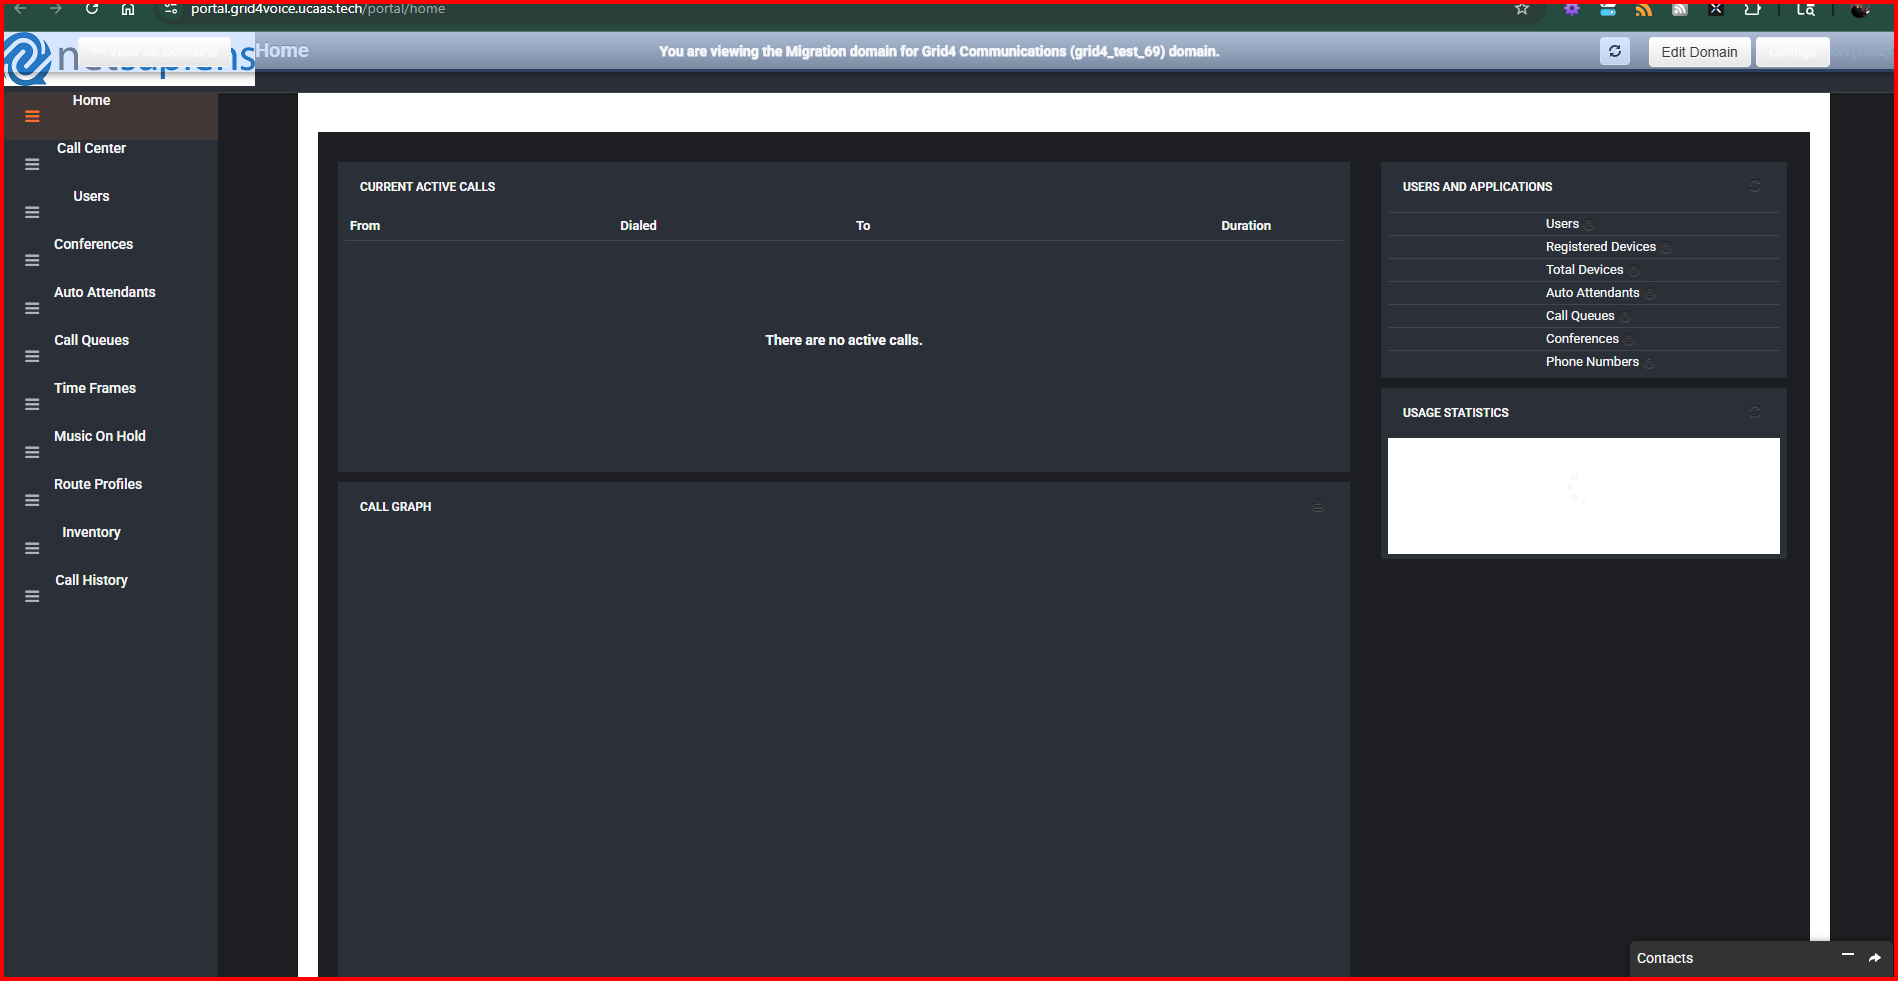 portal.grid4voice.ucaas.tech/portal/home
netsapiens
Home
You are viewing the Migration domain for Grid4 Communications (grid4_test_69) domain.
Edit Domain
Home
Call Center
Users
Conferences
Auto Attendants
Call Queues
Time Frames
Music On Hold
Route Profiles
Inventory
Call History
CURRENT ACTIVE CALLS
From Dialed To Duration
There are no active calls.
CALL GRAPH
USERS AND APPLICATIONS
Users
Registered Devices
Total Devices
Auto Attendants
Call Queues
Conferences
Phone Numbers
USAGE STATISTICS
Contacts